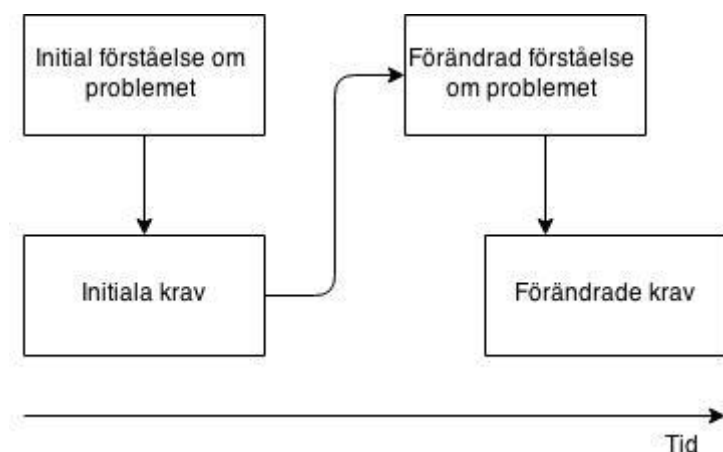 Initial förståelse om
problemet
Förändrad förståelse
om problemet
Initiala krav
Förändrade krav
Tid